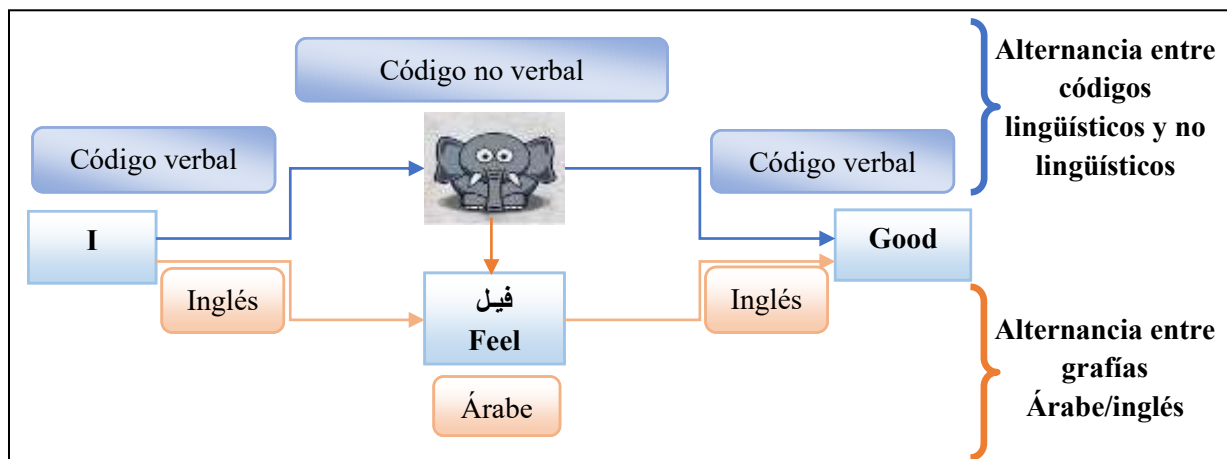 Código no verbal
Código verbal
Código verbal
I
Good
Inglés
فيل
Feel
Inglés
Árabe
Alternancia entre
códigos
lingüísticos y no
lingüísticos
Alternancia entre
grafías
Árabe/inglés